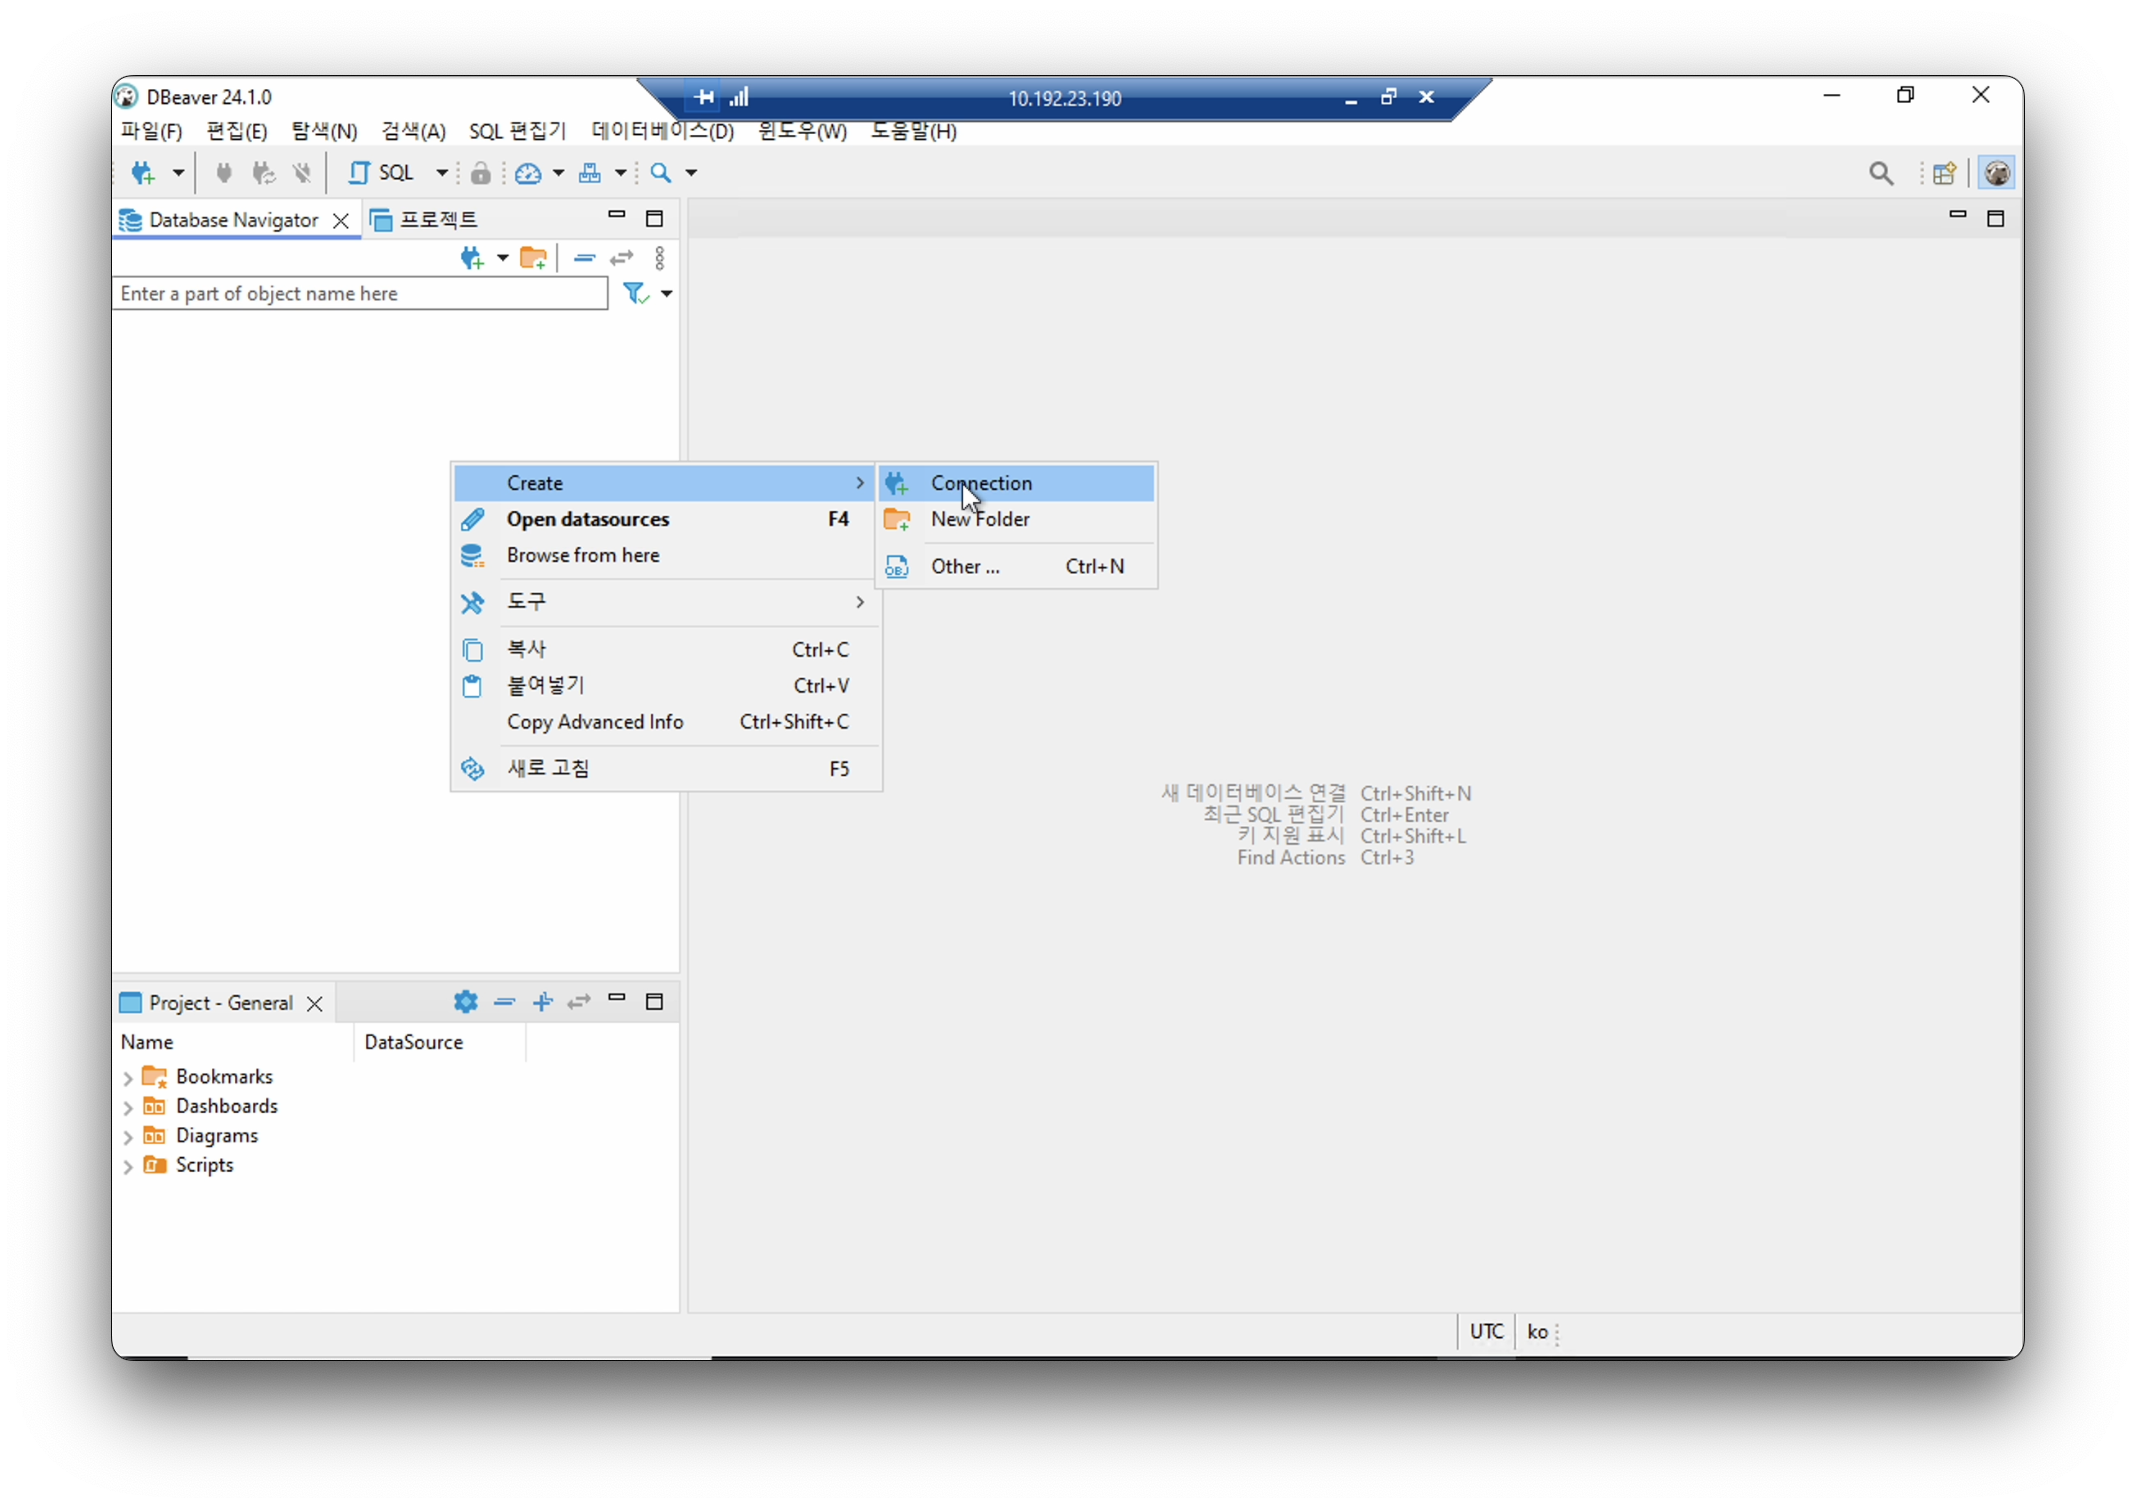 DBeaver 24.1.0
10.192.23.190
파일(F) 편집(E) 탐색(N) 검색(A) SQL 편집기 데이터베이스(D) 윈도우(W) 도움말(H)
SQL
Database Navigator 프로젝트
Enter a part of object name here
Create
Open datasources F4
Browse from here
도구
복사 Ctrl+C
붙여넣기 Ctrl+V
Copy Advanced Info Ctrl+Shift+C
새로 고침 F5
Connection
New Folder
OBJ Other ... Ctrl+N
새 데이터베이스 연결 Ctrl+Shift+N
최근 SQL 편집기 Ctrl+Enter
키 지원 표시 Ctrl+Shift+L
Find Actions Ctrl+3
Project - General
Name DataSource
Bookmarks
Dashboards
Diagrams
Scripts
UTC ko